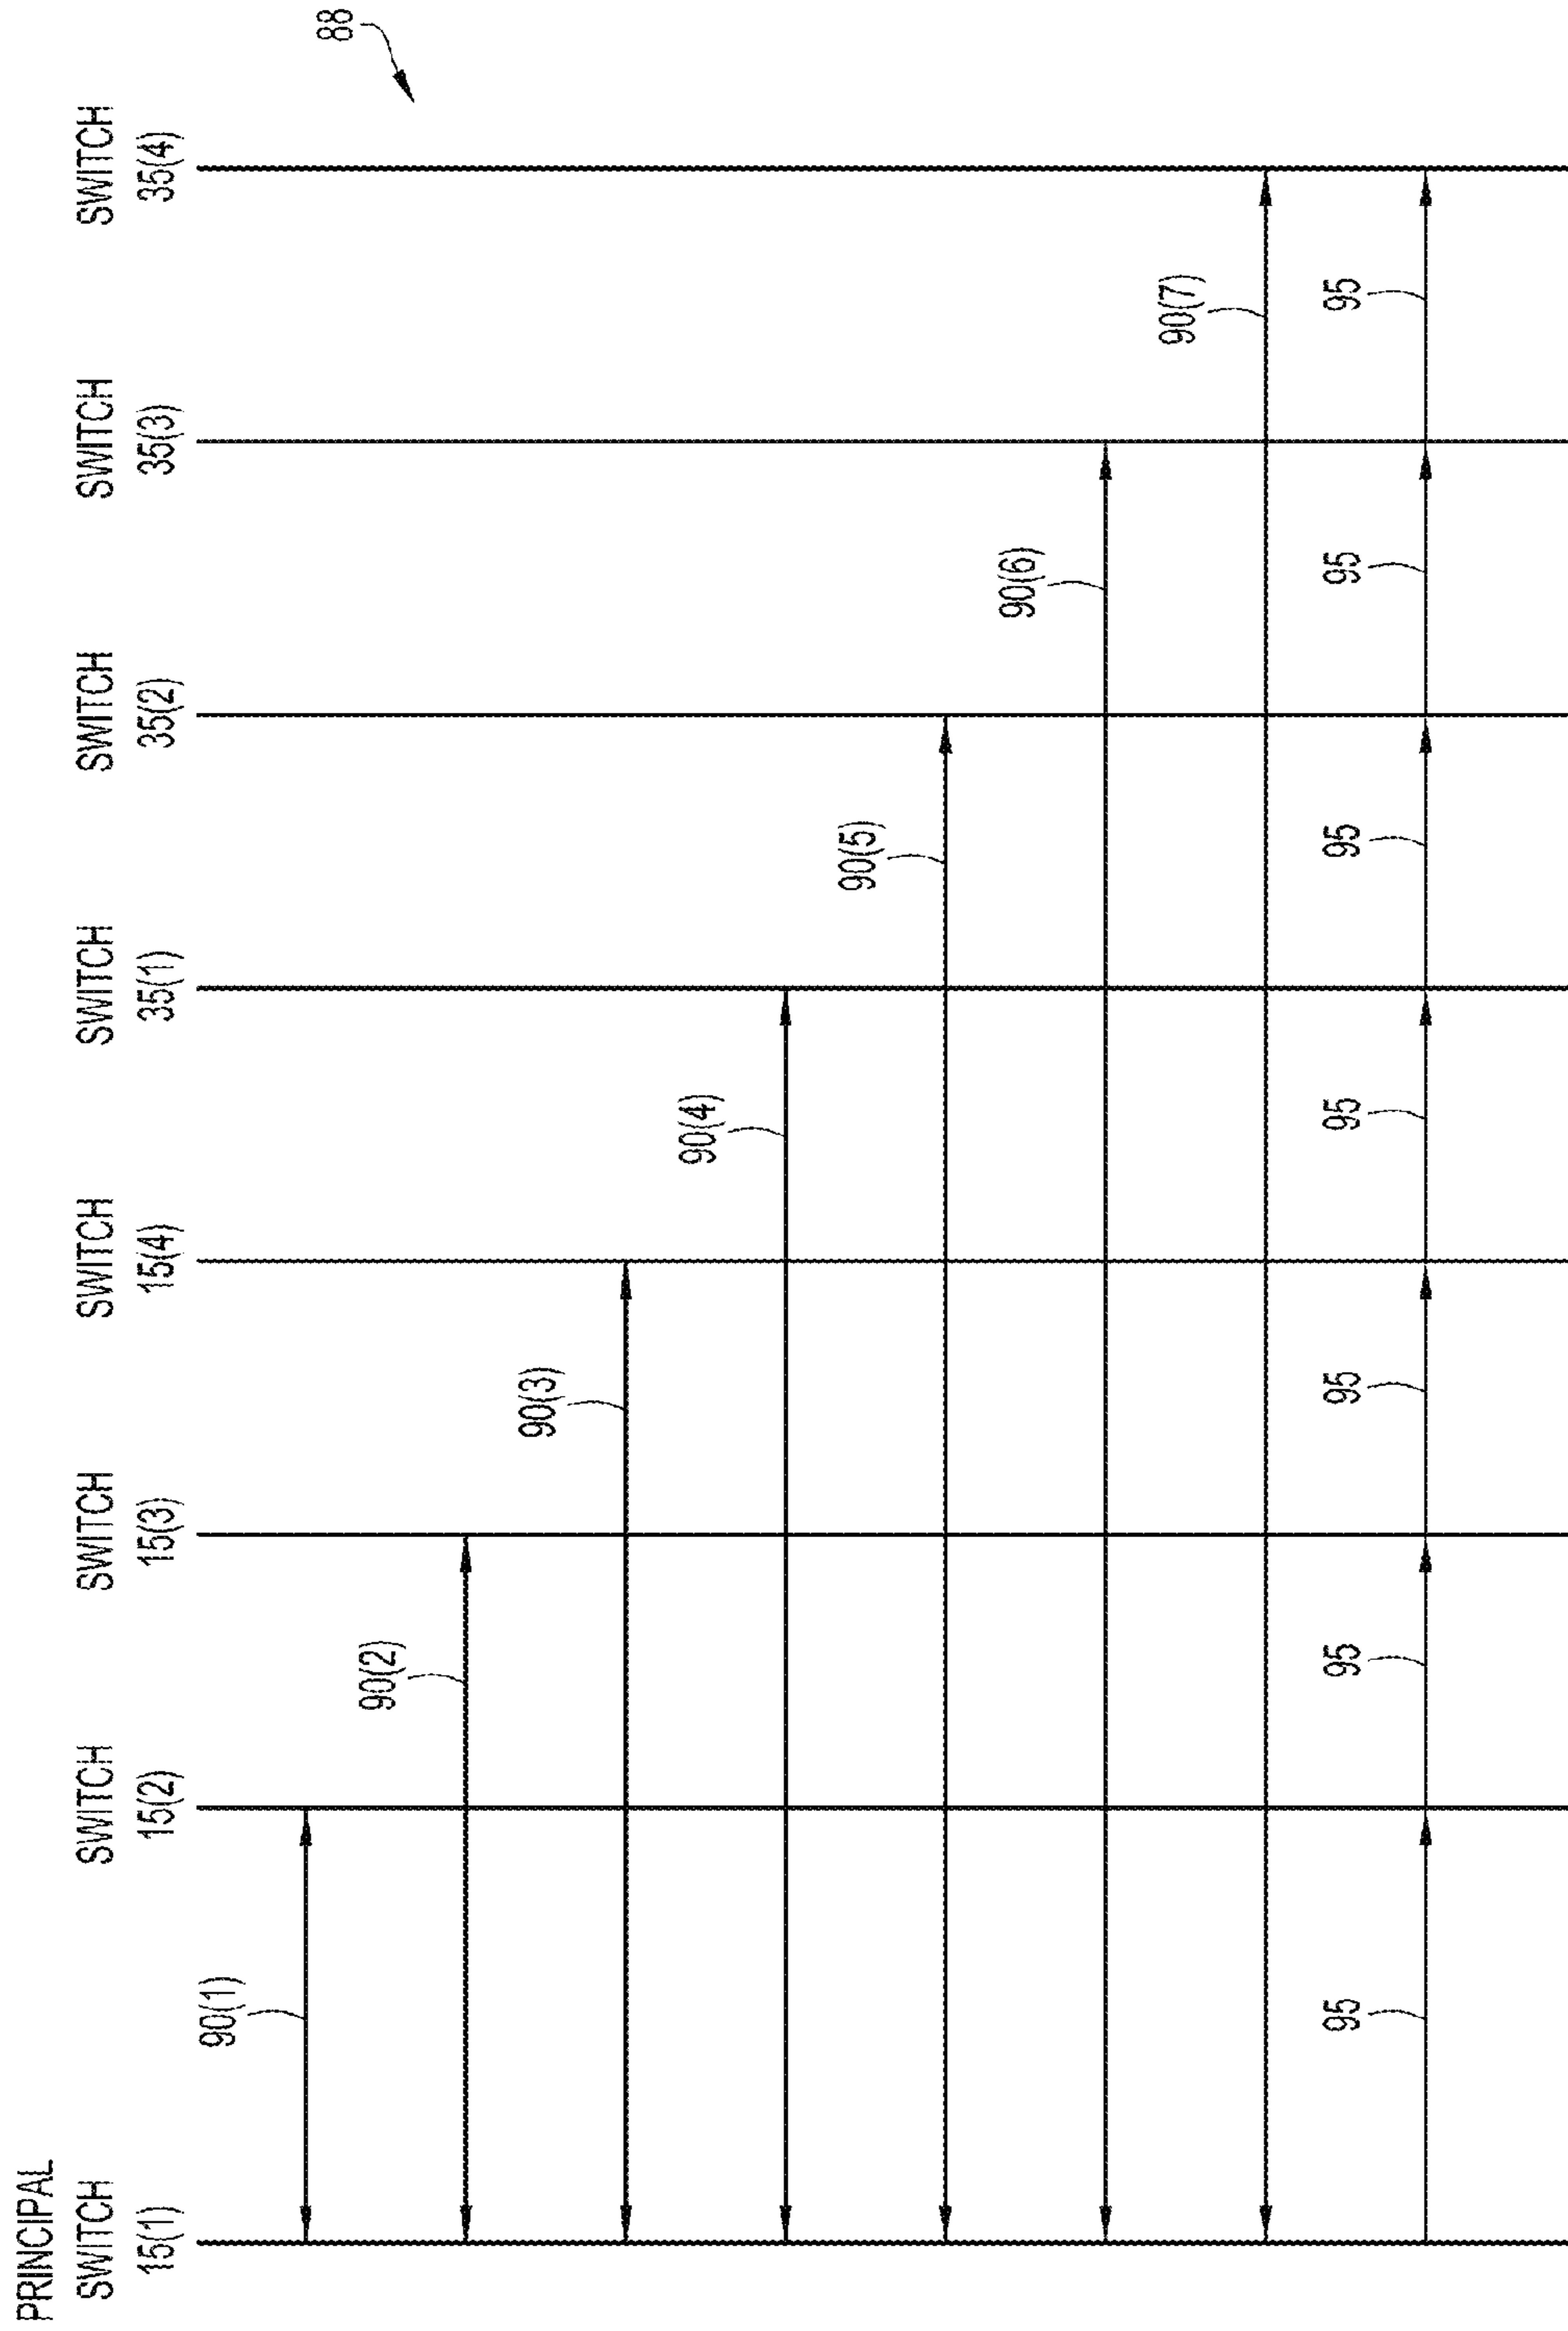 PRINCIPAL
SWITCH
15(1)
SWITCH
15(2)
SWITCH
15(3)
SWITCH
15(4)
SWITCH
35(1)
SWITCH
35(2)
SWITCH
35(3)
SWITCH
35(4)
88
90(1)
90(2)
90(3)
90(4)
90(5)
90(6)
90(7)
95
95
95
95
95
95
95